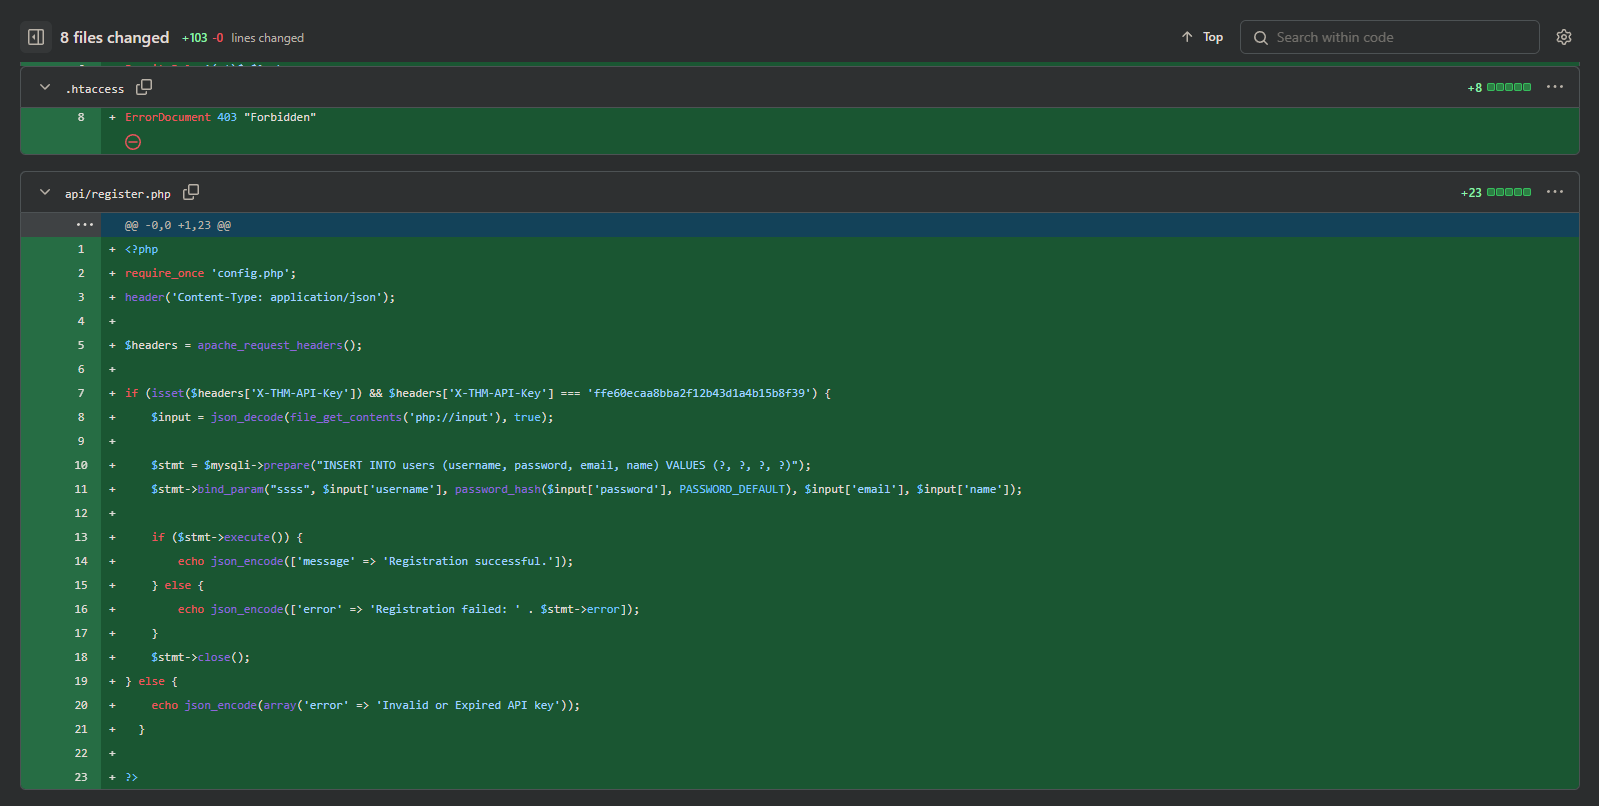 8 files changed +103 -0 lines changed
Top
Search within code
.htaccess
+8
8 + ErrorDocument 403 "Forbidden"
api/register.php
+23
@@ -0,0 +1,23 @@
1 + <?php
2 + require_once 'config.php';
3 + header('Content-Type: application/json');
4 +
5 + $headers = apache_request_headers();
6 +
7 + if (isset($headers['X-THM-API-Key']) && $headers['X-THM-API-Key'] === 'ffe60ecaa8bba2f12b43d1a4b15b8f39') {
8 + $input = json_decode(file_get_contents('php://input'), true);
9 +
10 + $stmt = $mysqli->prepare("INSERT INTO users (username, password, email, name) VALUES (?, ?, ?, ?)");
11 + $stmt->bind_param("ssss", $input['username'], password_hash($input['password'], PASSWORD_DEFAULT), $input['email'], $input['name']);
12 +
13 + if ($stmt->execute()) {
14 + echo json_encode(['message' => 'Registration successful.']);
15 + } else {
16 + echo json_encode(['error' => 'Registration failed: ' . $stmt->error]);
17 + }
18 + $stmt->close();
19 + } else {
20 + echo json_encode(array('error' => 'Invalid or Expired API key'));
21 + }
22 +
23 + ?>